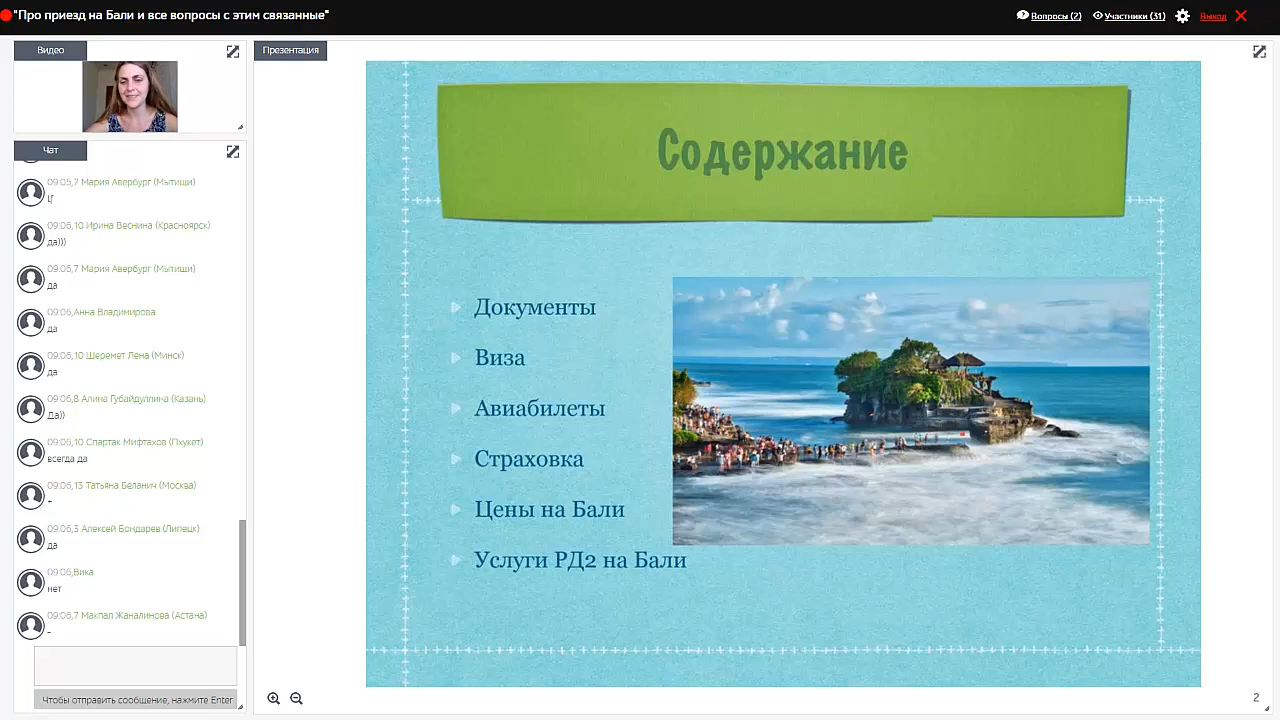 "Про приезд на Бали и все вопросы с этим связанные"
Вопросы (2)
Участники (31)
Выход
Видео
Презентация
Чат
09:05,7 Мария Авербург (Мытищи)
09:06,10 Ирина Веснина (Красноярск)
да)))
09:06,7 Мария Авербург (Мытищи)
да
09:06,Анна Владимирова
да
09:06,10 Шеремет Лена (Минск)
да
09:06,8 Алина Губайдуллина (Казань)
Да))
09:06,10 Спартак Мифтахов (Пхукет)
всегда да
09:06,13 Татьяна Беланич (Москва)
-
09:06,3 Алексей Бондарев (Липецк)
да
09:06,Вика
нет
09:06,7 Макпал Жаналинова (Астана)
-
Чтобы отправить сообщение, нажмите Enter
Содержание
Документы
Виза
Авиабилеты
Страховка
Цены на Бали
Услуги РД2 на Бали
2